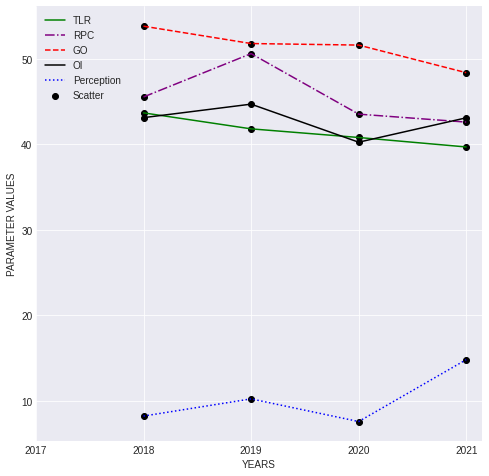 TLR
RPC
GO
OI
Perception
Scatter
50
40
30
20
10
PARAMETER VALUES
2017 2018 2019 2020 2021
YEARS